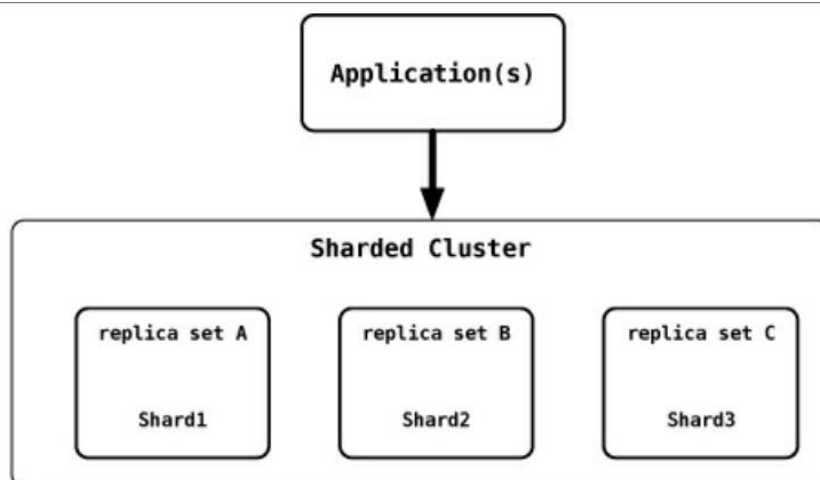 Application(s)
Sharded Cluster
replica set A
Shard1
replica set B
Shard2
replica set C
Shard3